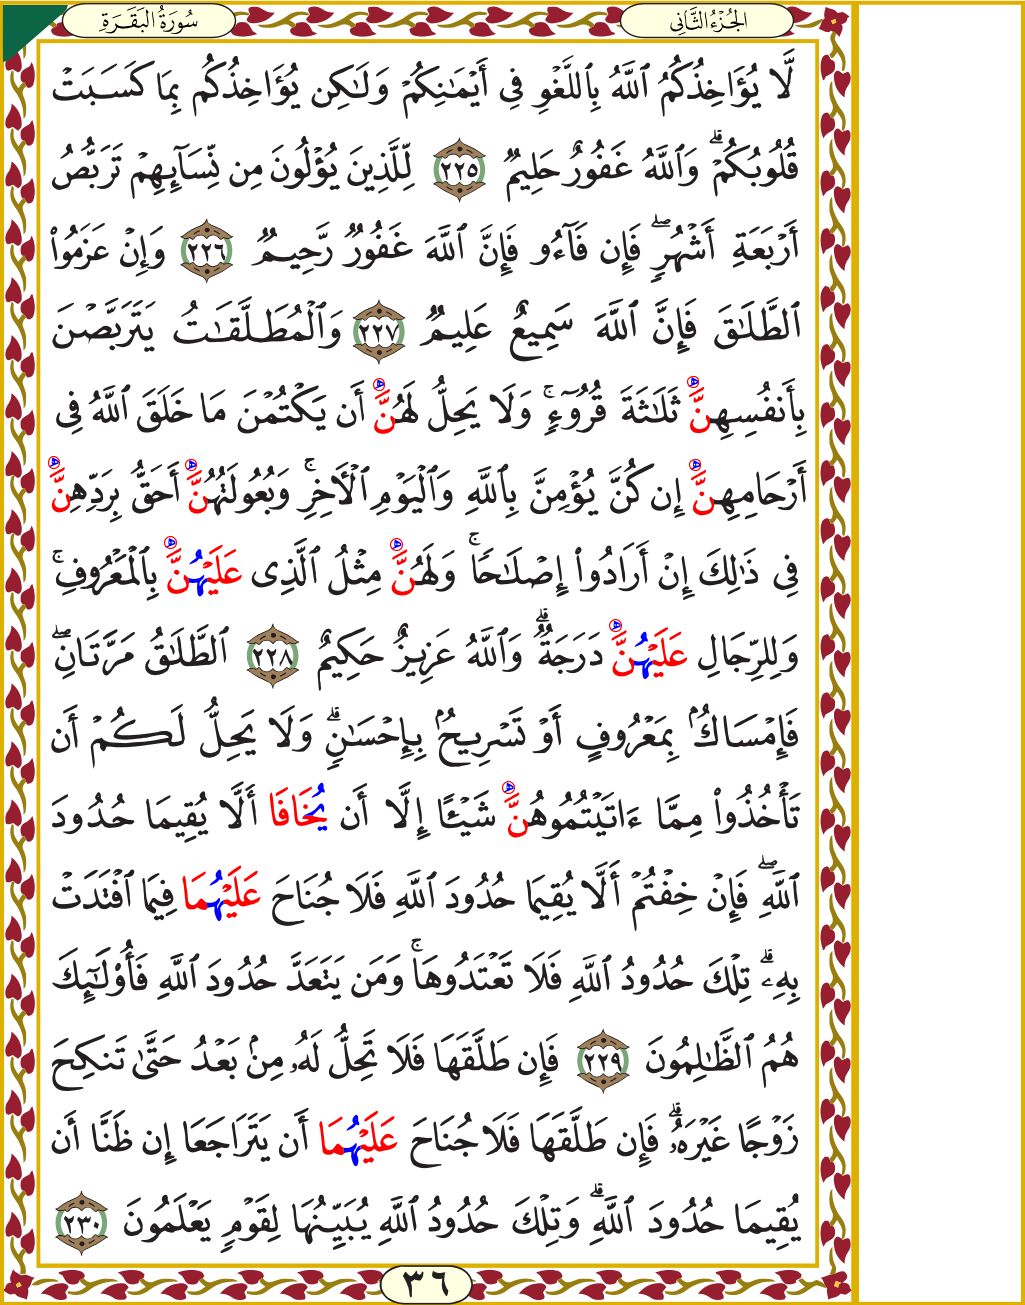 الجُزْءُ الثَّانِي
سُورَةُ البَقَرَةِ
لَّا يُؤَاخِذُكُمُ ٱللَّهُ بِٱللَّغْوِ فِىٓ أَيْمَـٰنِكُمْ وَلَـٰكِن يُؤَاخِذُكُم بِمَا كَسَبَتْ
قُلُوبُكُمْ ۗ وَٱللَّهُ غَفُورٌ حَلِيمٌ ٢٢٥ لِّلَّذِينَ يُؤْلُونَ مِن نِّسَآئِهِمْ تَرَبُّصُ
أَرْبَعَةِ أَشْهُرٍ ۖ فَإِن فَآءُو فَإِنَّ ٱللَّهَ غَفُورٌ رَّحِيمٌ ٢٢٦ وَإِنْ عَزَمُوا۟
ٱلطَّلَـٰقَ فَإِنَّ ٱللَّهَ سَمِيعٌ عَلِيمٌ ٢٢٧ وَٱلْمُطَلَّقَـٰتُ يَتَرَبَّصْنَ
بِأَنفُسِهِنَّ ثَلَـٰثَةَ قُرُوٓءٍ ۚ وَلَا يَحِلُّ لَهُنَّ أَن يَكْتُمْنَ مَا خَلَقَ ٱللَّهُ فِىٓ
أَرْحَامِهِنَّ إِن كُنَّ يُؤْمِنَّ بِٱللَّهِ وَٱلْيَوْمِ ٱلْـَٔاخِرِ ۚ وَبُعُولَتُهُنَّ أَحَقُّ بِرَدِّهِنَّ
فِى ذَٰلِكَ إِنْ أَرَادُوٓا۟ إِصْلَـٰحًا ۚ وَلَهُنَّ مِثْلُ ٱلَّذِى عَلَيْهُنَّ بِٱلْمَعْرُوفِ ۚ
وَلِلرِّجَالِ عَلَيْهُنَّ دَرَجَةٌ ۗ وَٱللَّهُ عَزِيزٌ حَكِيمٌ ٢٢٨ ٱلطَّلَـٰقُ مَرَّتَانِ ۖ
فَإِمْسَاكٌۢ بِمَعْرُوفٍ أَوْ تَسْرِيحٌۢ بِإِحْسَـٰنٍ ۗ وَلَا يَحِلُّ لَكُمْ أَن
تَأْخُذُوا۟ مِمَّآ ءَاتَيْتُمُوهُنَّ شَيْـًٔا إِلَّآ أَن يُخَافَآ أَلَّا يُقِيمَا حُدُودَ
ٱللَّهِ ۖ فَإِنْ خِفْتُمْ أَلَّا يُقِيمَا حُدُودَ ٱللَّهِ فَلَا جُنَاحَ عَلَيْهُمَا فِيمَا ٱفْتَدَتْ
بِهِۦ ۗ تِلْكَ حُدُودُ ٱللَّهِ فَلَا تَعْتَدُوهَا ۚ وَمَن يَتَعَدَّ حُدُودَ ٱللَّهِ فَأُو۟لَـٰٓئِكَ
هُمُ ٱلظَّـٰلِمُونَ ٢٢٩ فَإِن طَلَّقَهَا فَلَا تَحِلُّ لَهُۥ مِنۢ بَعْدُ حَتَّىٰ تَنكِحَ
زَوْجًا غَيْرَهُۥ ۗ فَإِن طَلَّقَهَا فَلَا جُنَاحَ عَلَيْهُمَآ أَن يَتَرَاجَعَآ إِن ظَنَّآ أَن
يُقِيمَا حُدُودَ ٱللَّهِ ۗ وَتِلْكَ حُدُودُ ٱللَّهِ يُبَيِّنُهَا لِقَوْمٍ يَعْلَمُونَ ٢٣٠
٣٦